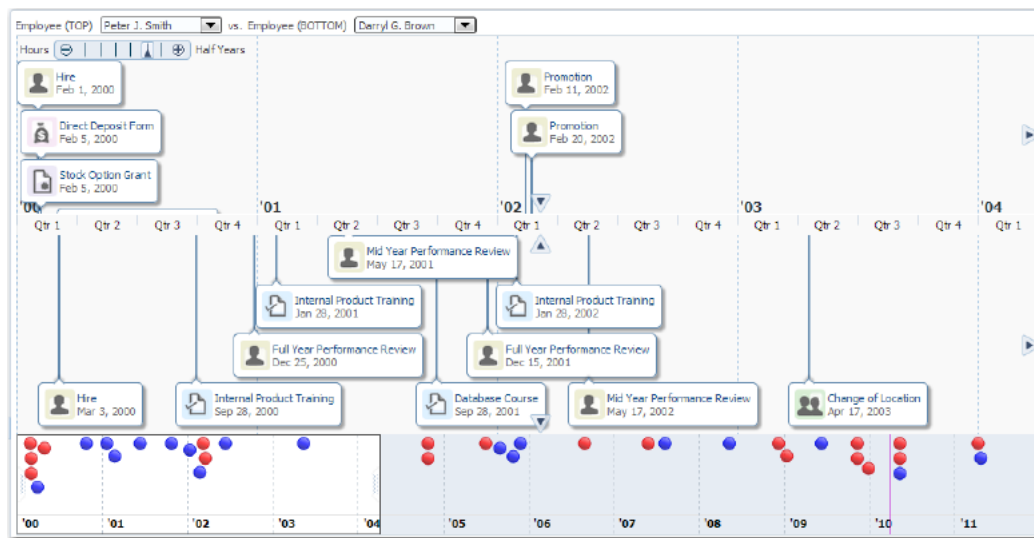 Employee (TOP) Peter J. Smith vs. Employee (BOTTOM) Darryl G. Brown
Hours Half Years
Hire
Feb 1, 2000
Promotion
Feb 11, 2002
Direct Deposit Form
Feb 5, 2000
Promotion
Feb 20, 2002
Stock Option Grant
Feb 5, 2000
'00 '01 '02 '03 '04
Qtr 1 Qtr 2 Qtr 3 Qtr 4 Qtr 1 Qtr 2 Qtr 3 Qtr 4 Qtr 1 Qtr 2 Qtr 3 Qtr 4 Qtr 1 Qtr 2 Qtr 3 Qtr 4 Qtr 1
Mid Year Performance Review
May 17, 2001
Internal Product Training
Jan 28, 2001
Internal Product Training
Jan 28, 2002
Full Year Performance Review
Dec 25, 2000
Full Year Performance Review
Dec 15, 2001
Hire
Mar 3, 2000
Internal Product Training
Sep 28, 2000
Database Course
Sep 28, 2001
Mid Year Performance Review
May 17, 2002
Change of Location
Apr 17, 2003
'00 '01 '02 '03 '04 '05 '06 '07 '08 '09 '10 '11